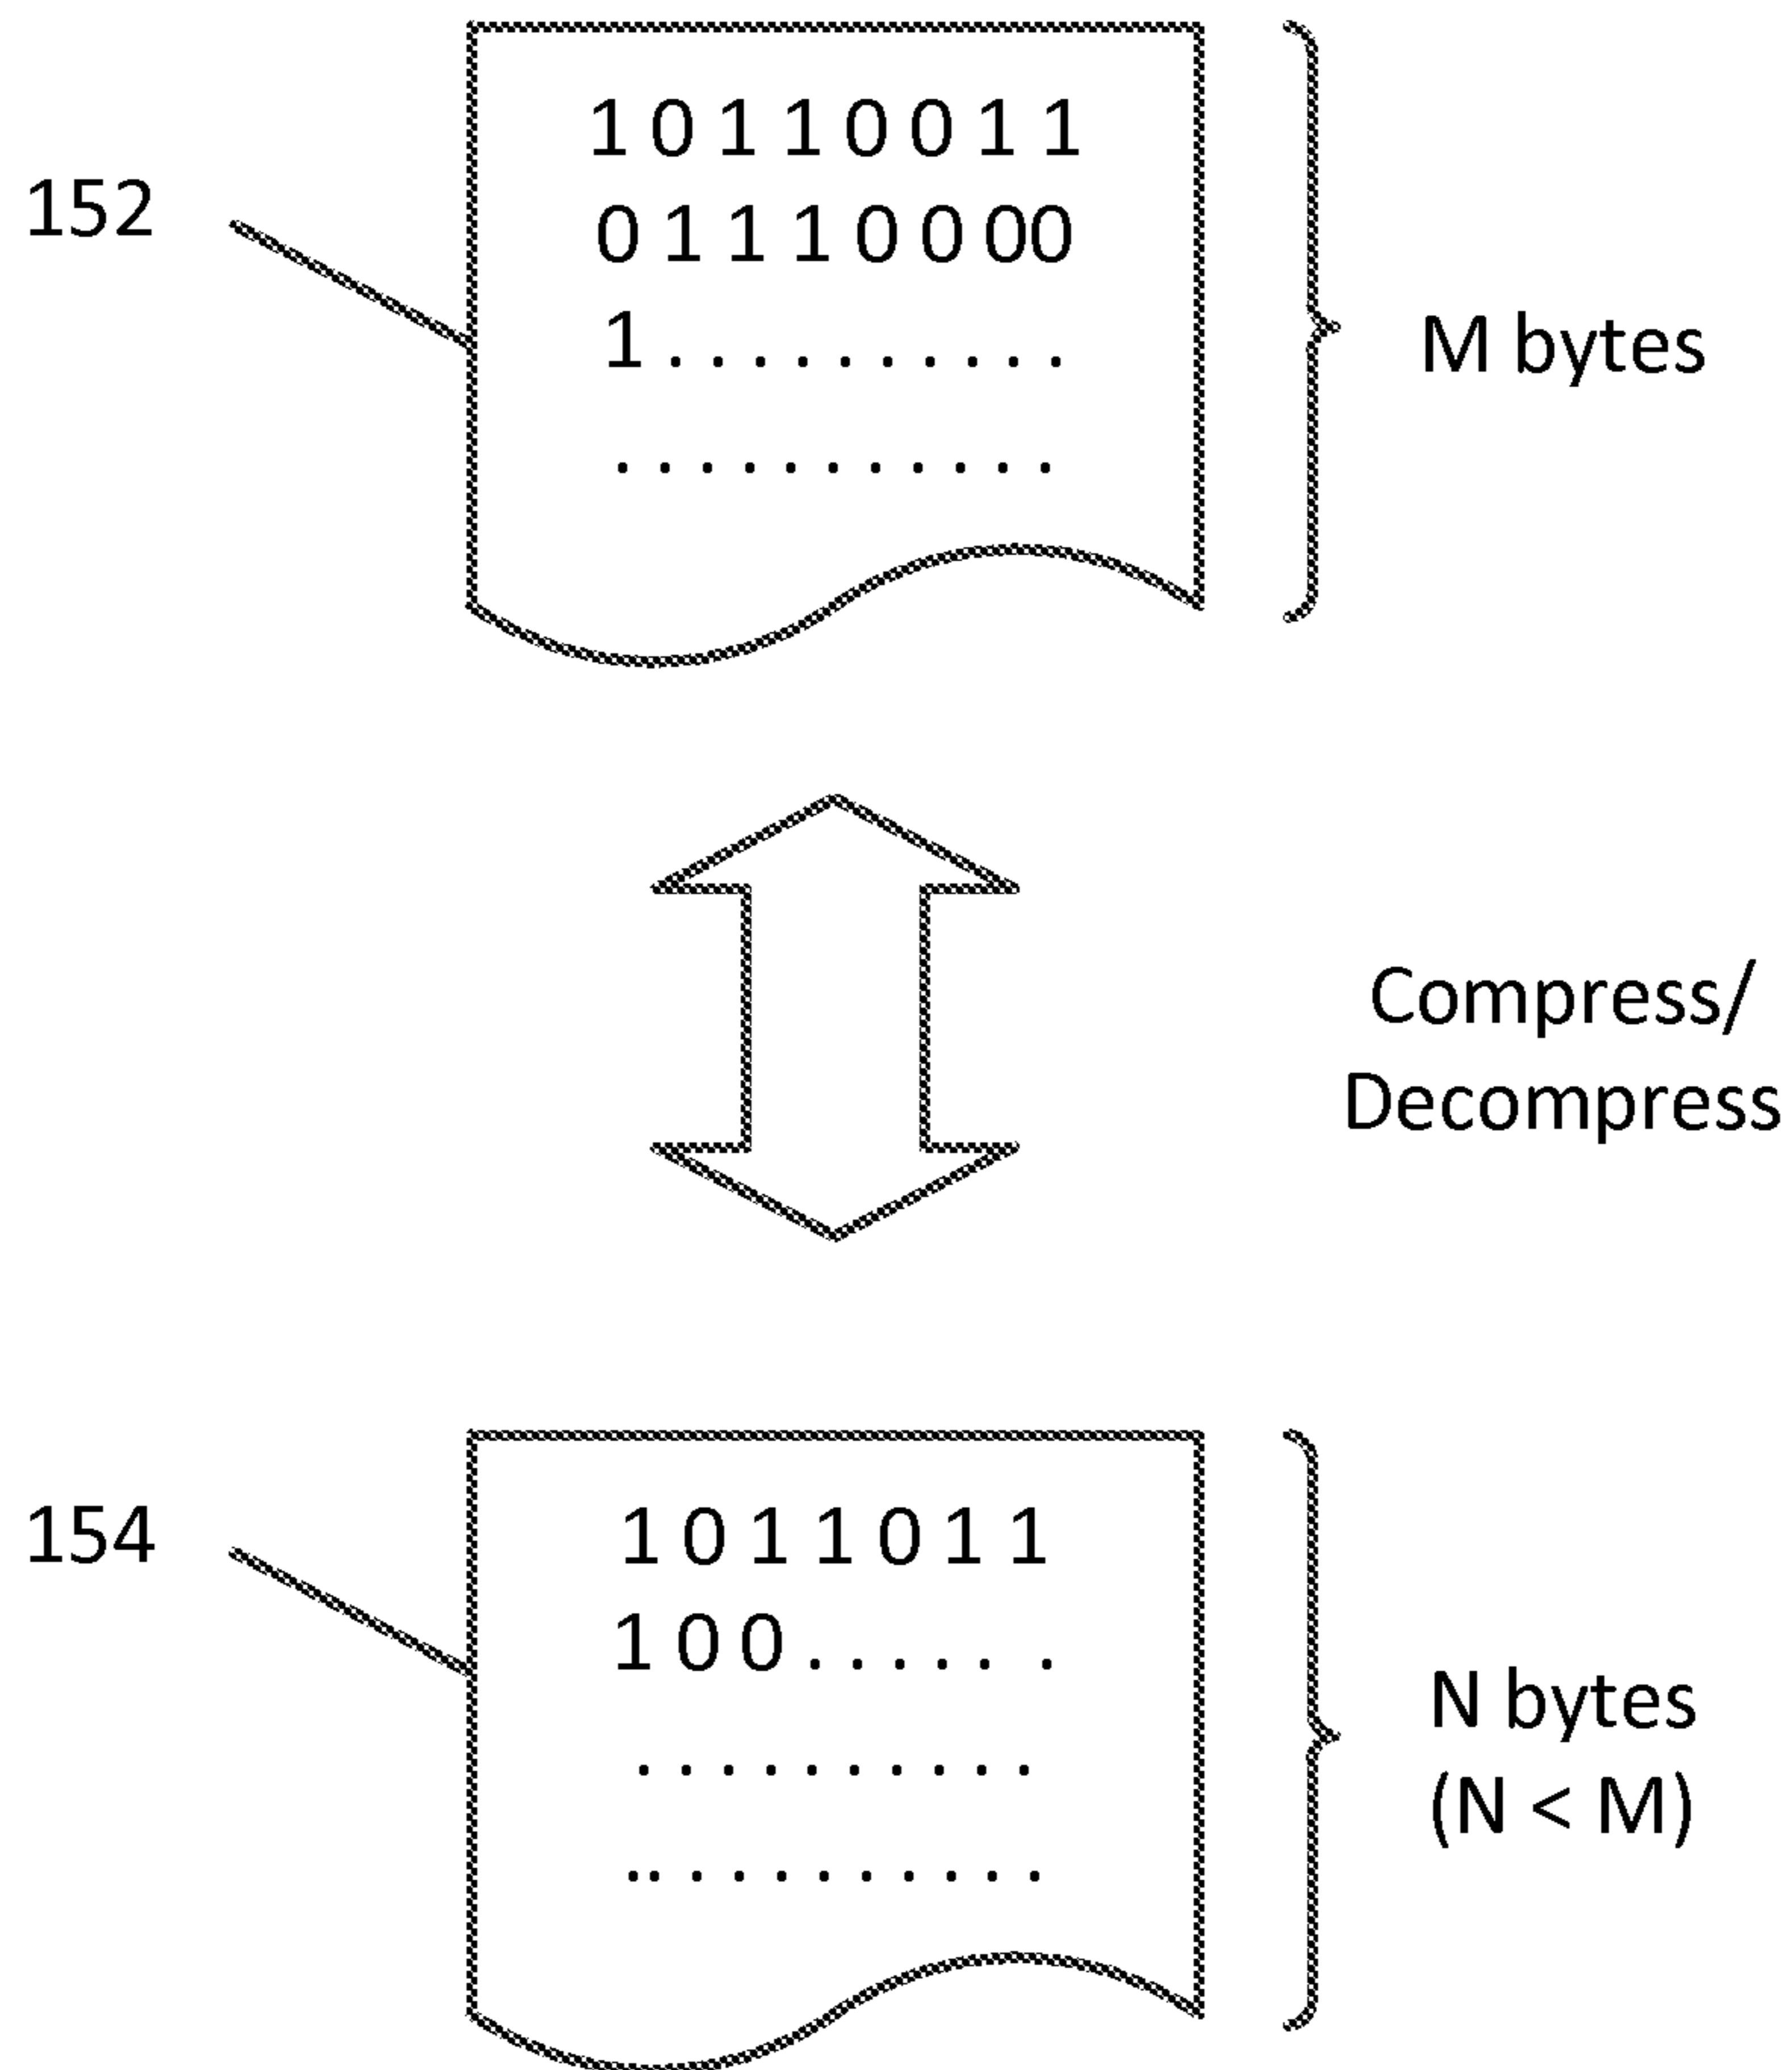 1 0 1 1 0 0 1 1
152
0 1 1 1 0 0 00
1 . . . . . . . . . .
M bytes
. . . . . . . . . . .
Compress/
Decompress
1 0 1 1 0 1 1
154
1 0 0 . . . . . .
N bytes
. . . . . . . . . .
(N < M)
.. . . . . . . . . .